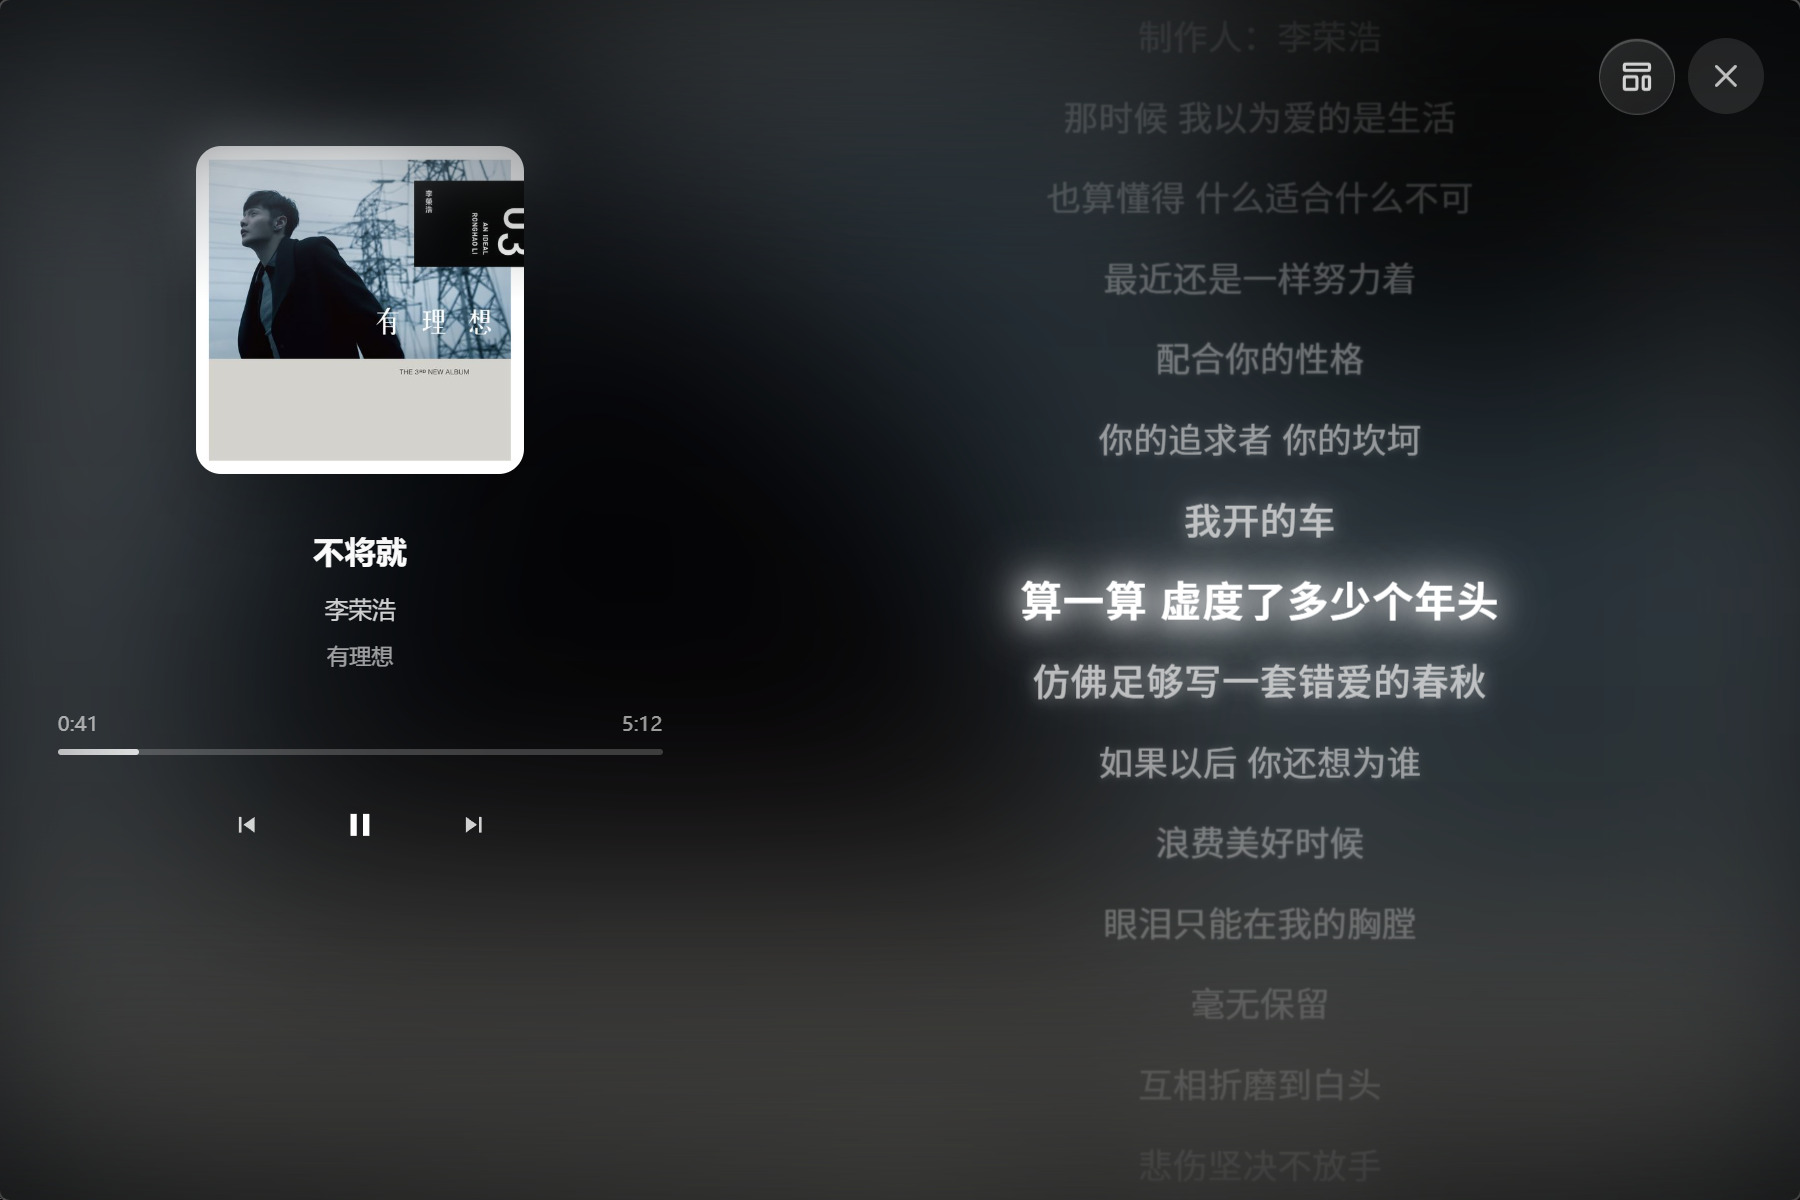 李荣浩
AN IDEAL
RONGHAO LI
03
有理想
THE 3RD NEW ALBUM
不将就
李荣浩
有理想
0:41
5:12
制作人：李荣浩
那时候 我以为爱的是生活
也算懂得 什么适合什么不可
最近还是一样努力着
配合你的性格
你的追求者 你的坎坷
我开的车
算一算 虚度了多少个年头
仿佛足够写一套错爱的春秋
如果以后 你还想为谁
浪费美好时候
眼泪只能在我的胸膛
毫无保留
互相折磨到白头
悲伤坚决不放手